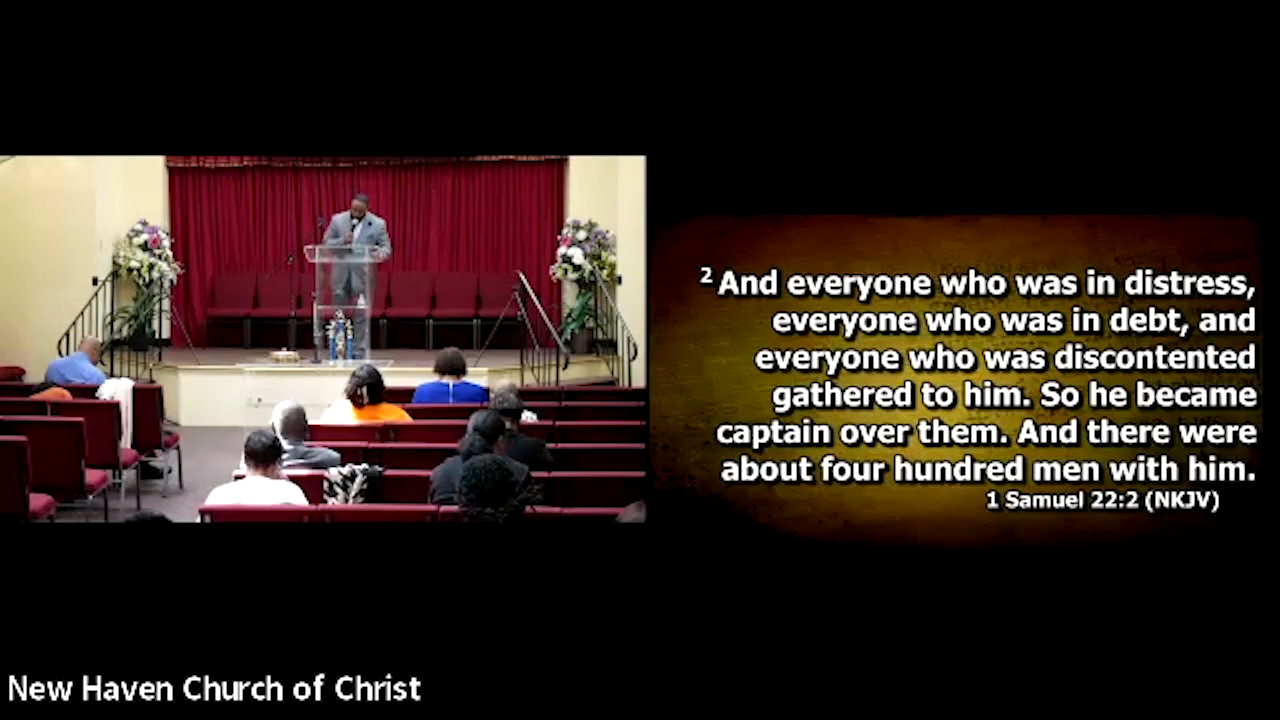 2 And everyone who was in distress,
everyone who was in debt, and
everyone who was discontented
gathered to him. So he became
captain over them. And there were
about four hundred men with him.
1 Samuel 22:2 (NKJV)
New Haven Church of Christ